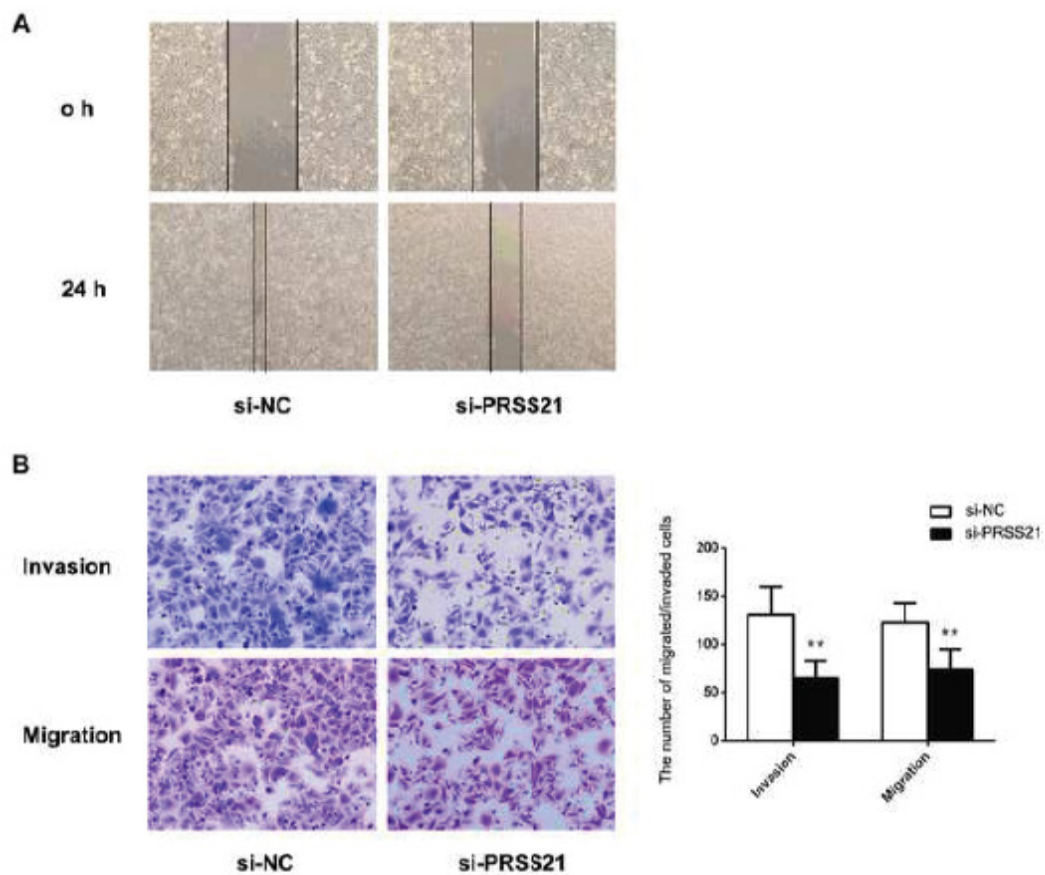 A
o h
24 h
si-NC si-PRSS21
B
Invasion
Migration
si-NC si-PRSS21
si-NC
si-PRSS21
The number of migrated/invaded cells
200
150
100
50
0
**
**
Invasion
Migration